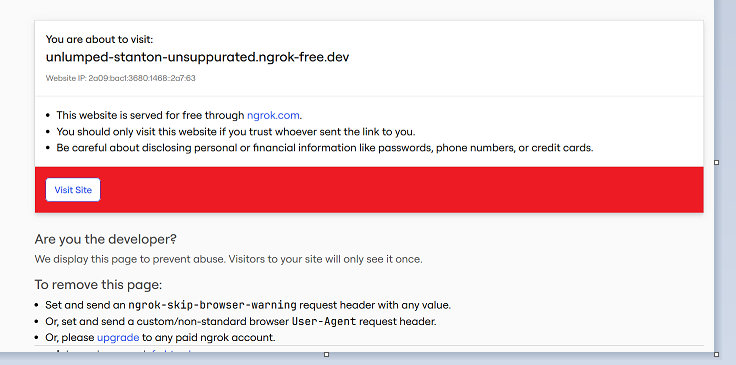 You are about to visit:
unlumped-stanton-unsuppurated.ngrok-free.dev
Website IP: 2a09:bac1:3680:1468::2a7:63
• This website is served for free through ngrok.com.
• You should only visit this website if you trust whoever sent the link to you.
• Be careful about disclosing personal or financial information like passwords, phone numbers, or credit cards.
Visit Site
Are you the developer?
We display this page to prevent abuse. Visitors to your site will only see it once.
To remove this page:
• Set and send an ngrok-skip-browser-warning request header with any value.
• Or, set and send a custom/non-standard browser User-Agent request header.
• Or, please upgrade to any paid ngrok account.